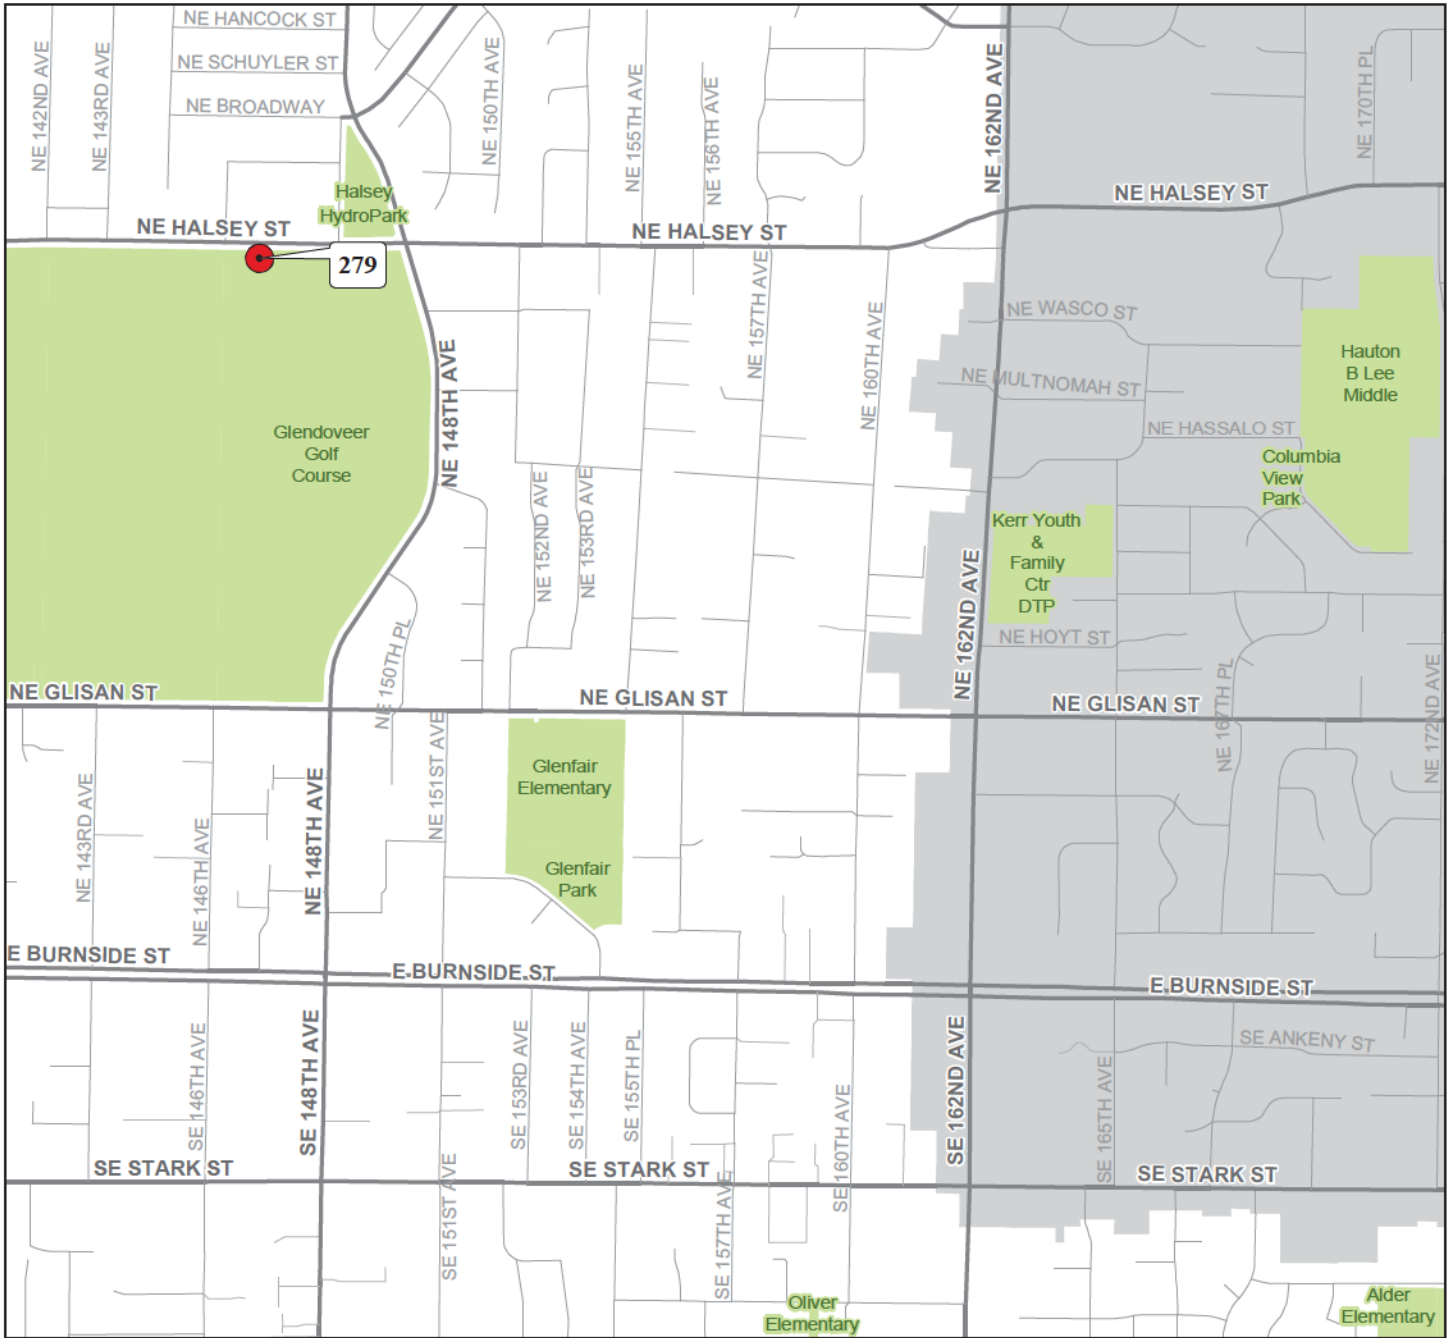 NE HANCOCK ST
NE SCHUYLER ST
NE BROADWAY
NE 142ND AVE
NE 143RD AVE
NE 150TH AVE
NE 155TH AVE
NE 156TH AVE
NE 162ND AVE
NE 170TH PL
Halsey
HydroPark
NE HALSEY ST
NE HALSEY ST
NE HALSEY ST
279
NE 148TH AVE
NE 157TH AVE
NE 160TH AVE
NE WASCO ST
NE MULTNOMAH ST
NE HASSALO ST
Hauton
B Lee
Middle
Columbia
View
Park
Glendoveer
Golf
Course
NE 152ND AVE
NE 153RD AVE
Kerr Youth
&
Family
Ctr
DTP
NE 162ND AVE
NE HOYT ST
NE 150TH PL
NE 167TH PL
NE 172ND AVE
NE GLISAN ST
NE GLISAN ST
NE GLISAN ST
NE 151ST AVE
Glenfair
Elementary
Glenfair
Park
NE 143RD AVE
NE 146TH AVE
NE 148TH AVE
E BURNSIDE ST
E BURNSIDE ST
E BURNSIDE ST
SE ANKENY ST
SE 146TH AVE
SE 148TH AVE
SE 153RD AVE
SE 154TH AVE
SE 155TH PL
SE 160TH AVE
SE 162ND AVE
SE 165TH AVE
SE STARK ST
SE STARK ST
SE STARK ST
SE 151ST AVE
SE 157TH AVE
Oliver
Elementary
Alder
Elementary